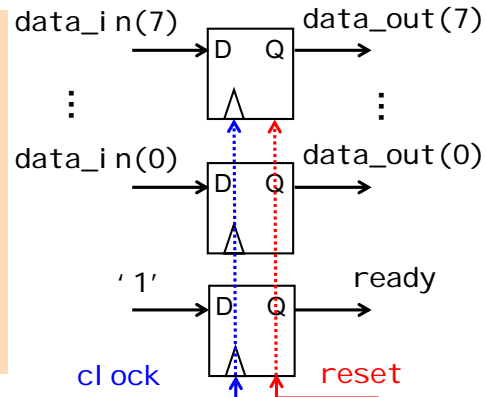 data_in(7) data_out(7)
D Q
⋮ ⋮
data_in(0) data_out(0)
D Q
'1' ready
D Q
clock reset